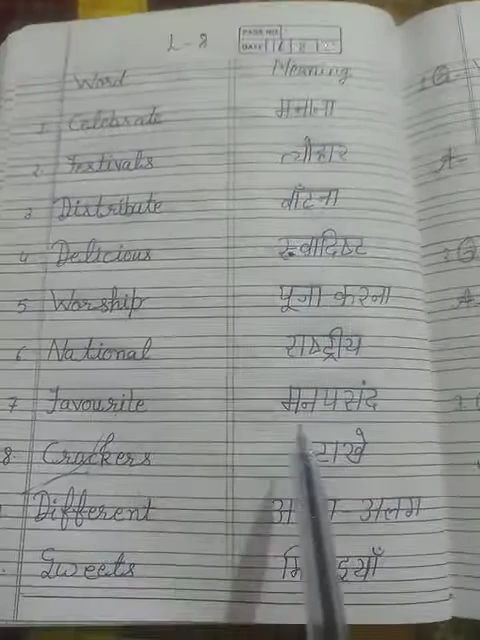 L-8
PAGE NO.
DATE
Word Meaning
1. Celebrate मनाना
2. Festivals त्योहार
3 Distribute बाँटना
4 Delicious स्वादिष्ट
5 Worship पूजा करना
6 National राष्ट्रीय
7 Favourite मनपसंद
8. Crackers टाखे
Different अलग
Sweets